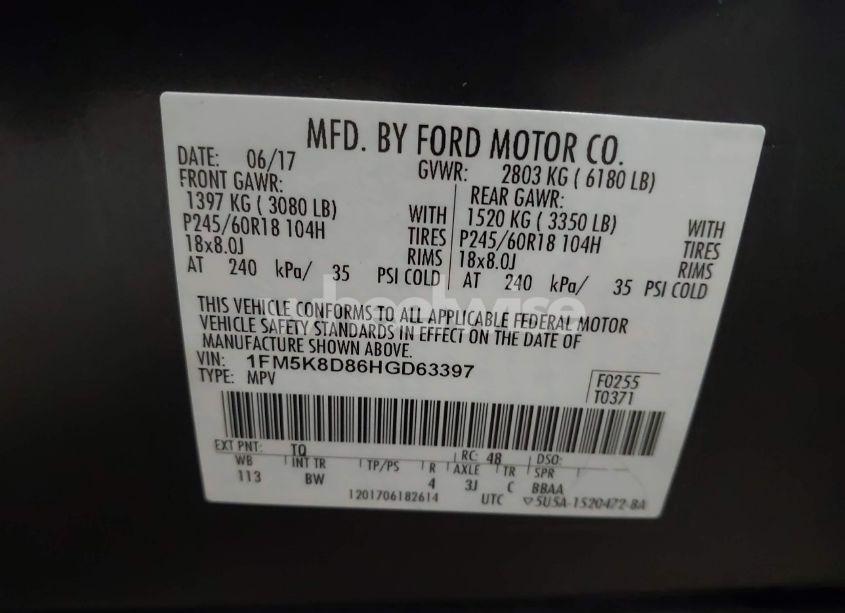 MFD. BY FORD MOTOR CO.
DATE: 06/17 GVWR: 2803 KG ( 6180 LB)
FRONT GAWR: REAR GAWR:
1397 KG ( 3080 LB) WITH 1520 KG ( 3350 LB) WITH
P245/60R18 104H TIRES P245/60R18 104H TIRES
18x8.0J RIMS 18x8.0J RIMS
AT 240 kPa/ 35 PSI COLD AT 240 kPa/ 35 PSI COLD
THIS VEHICLE CONFORMS TO ALL APPLICABLE FEDERAL MOTOR
VEHICLE SAFETY STANDARDS IN EFFECT ON THE DATE OF
MANUFACTURE SHOWN ABOVE.
VIN: 1FM5K8D86HGD63397
TYPE: MPV
F0255
T0371
EXT PNT: TQ RC: 48 DSO:
WB INT TR TP/PS R AXLE TR SPR
113 BW 4 3J C BBAA
1201706182614 UTC ▽5U5A-1520472-BA